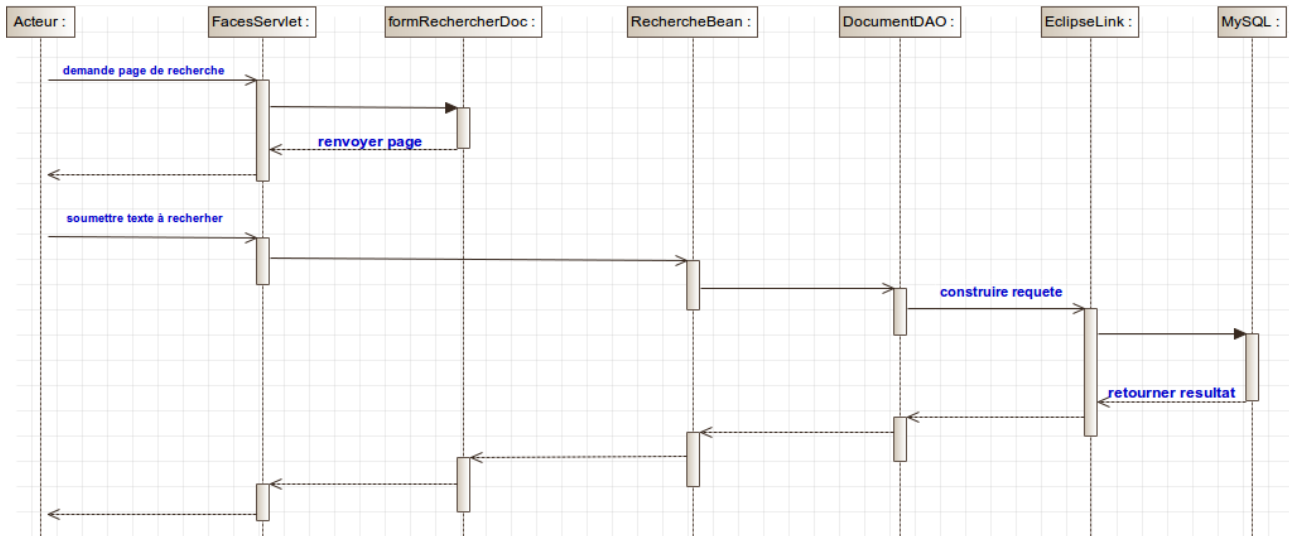 Acteur :
FacesServlet :
formRechercherDoc :
RechercheBean :
DocumentDAO :
EclipseLink :
MySQL :
demande page de recherche
renvoyer page
soumettre texte à recherher
construire requete
retourner resultat